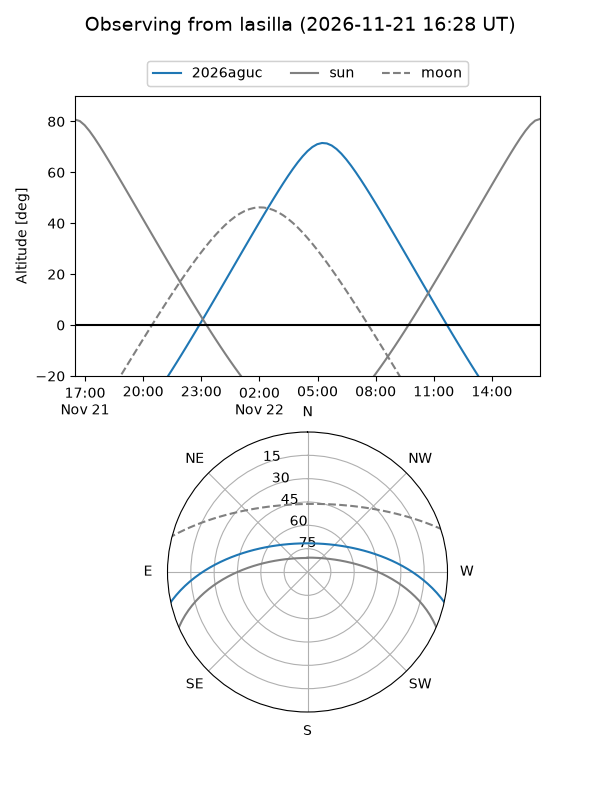 Observing from lasilla (2026-11-21 16:28 UT)
2026aguc sun moon
Altitude [deg]
80
60
40
20
0
−20
17:00 20:00 23:00 02:00 05:00 08:00 11:00 14:00
Nov 21 Nov 22
N
NE NW
15
30
45
60
75
E W
SE SW
S